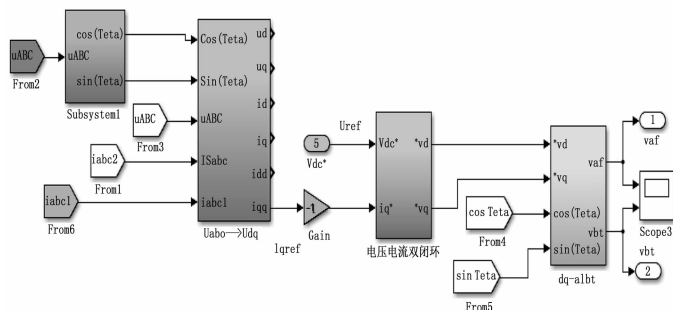 uABC
From2
cos(Teta)
uABC
sin(Teta)
Subsystem1
uABC
From3
iabc2
From1
iabc1
From6
Cos(Teta)
Sin(Teta)
uABC
ISabc
iabc1
ud
uq
id
iq
idd
iqq
Uabo—>Udq
lqref
-1
Gain
Uref
5
Vdc*
Vdc*
*vd
iq*
*vq
电压电流双闭环
cos Teta
From4
sin Teta
From5
*vd
*vq
cos(Teta)
sin(Teta)
vaf
vbt
dq-albt
1
vaf
Scope3
vbt
2